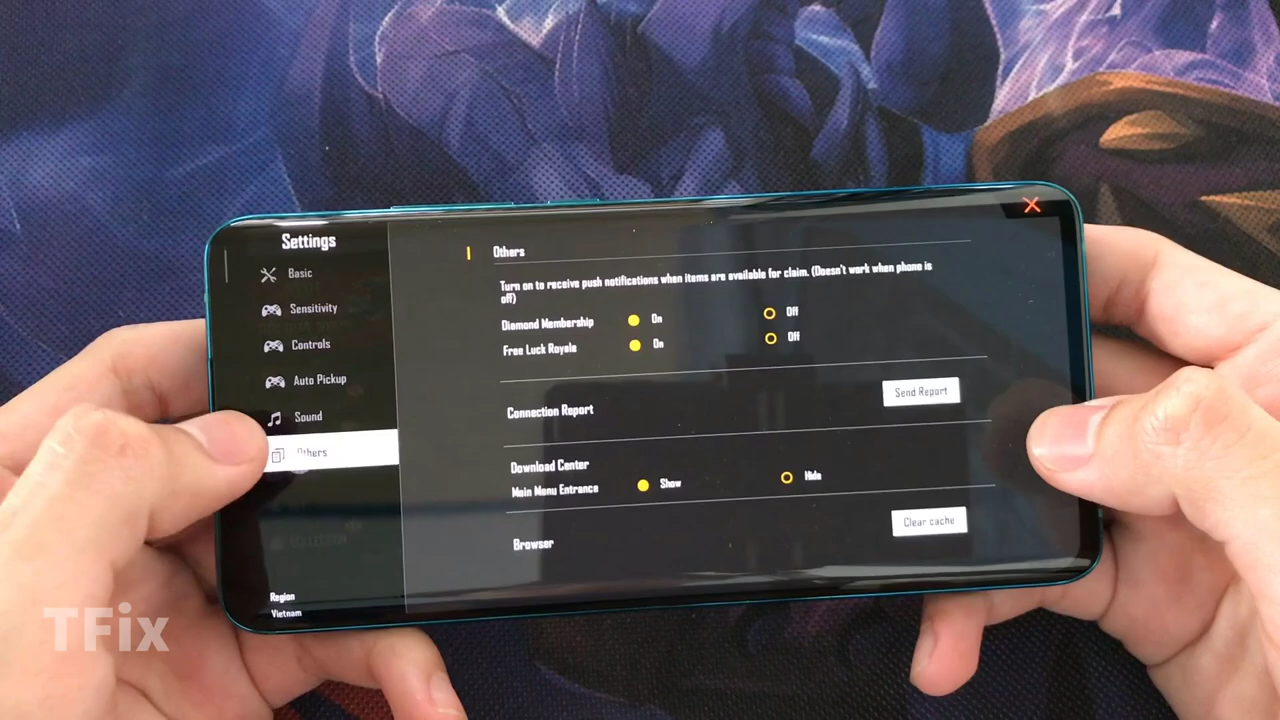 Settings
Basic
Sensitivity
Controls
Auto Pickup
Sound
Others
Region
Vietnam
Others
Turn on to receive push notifications when items are available for claim. (Doesn't work when phone is
off)
Diamond Membership On Off
Free Luck Royale On Off
Connection Report Send Report
Download Center
Main Menu Entrance Show Hide
Browser Clear cache
TFix